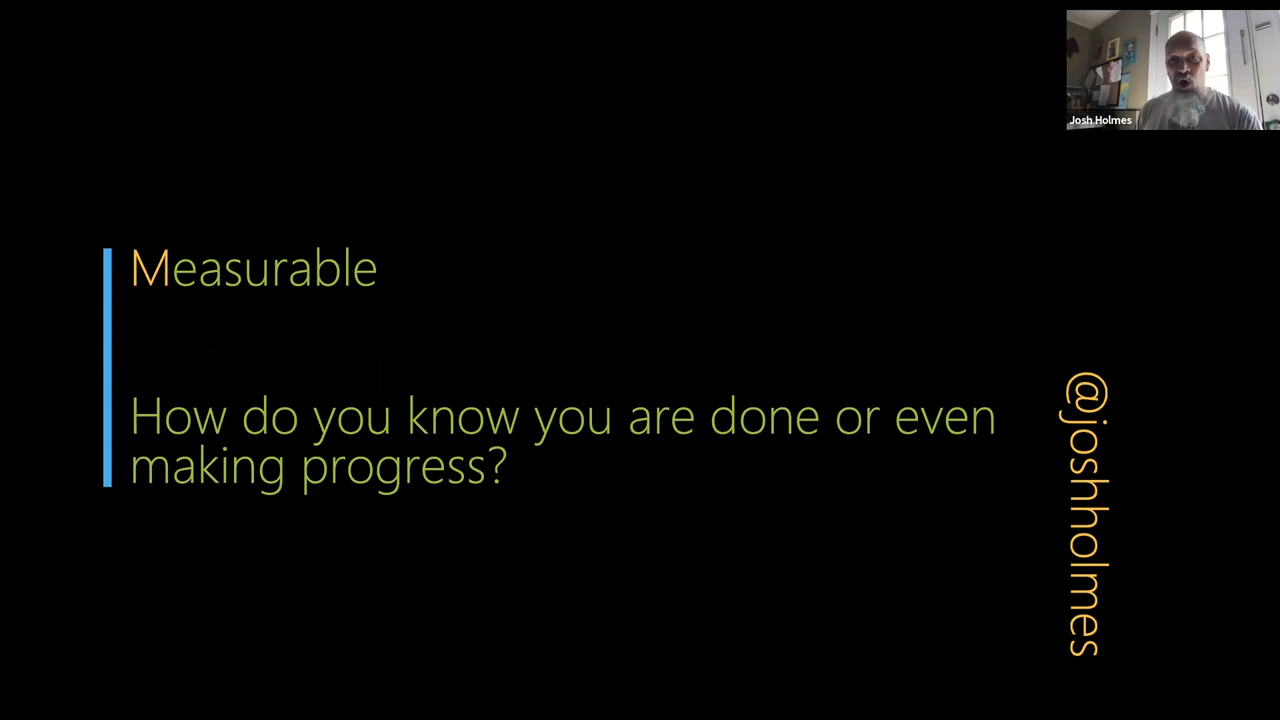 Josh Holmes
Measurable
How do you know you are done or even
making progress?
@joshholmes